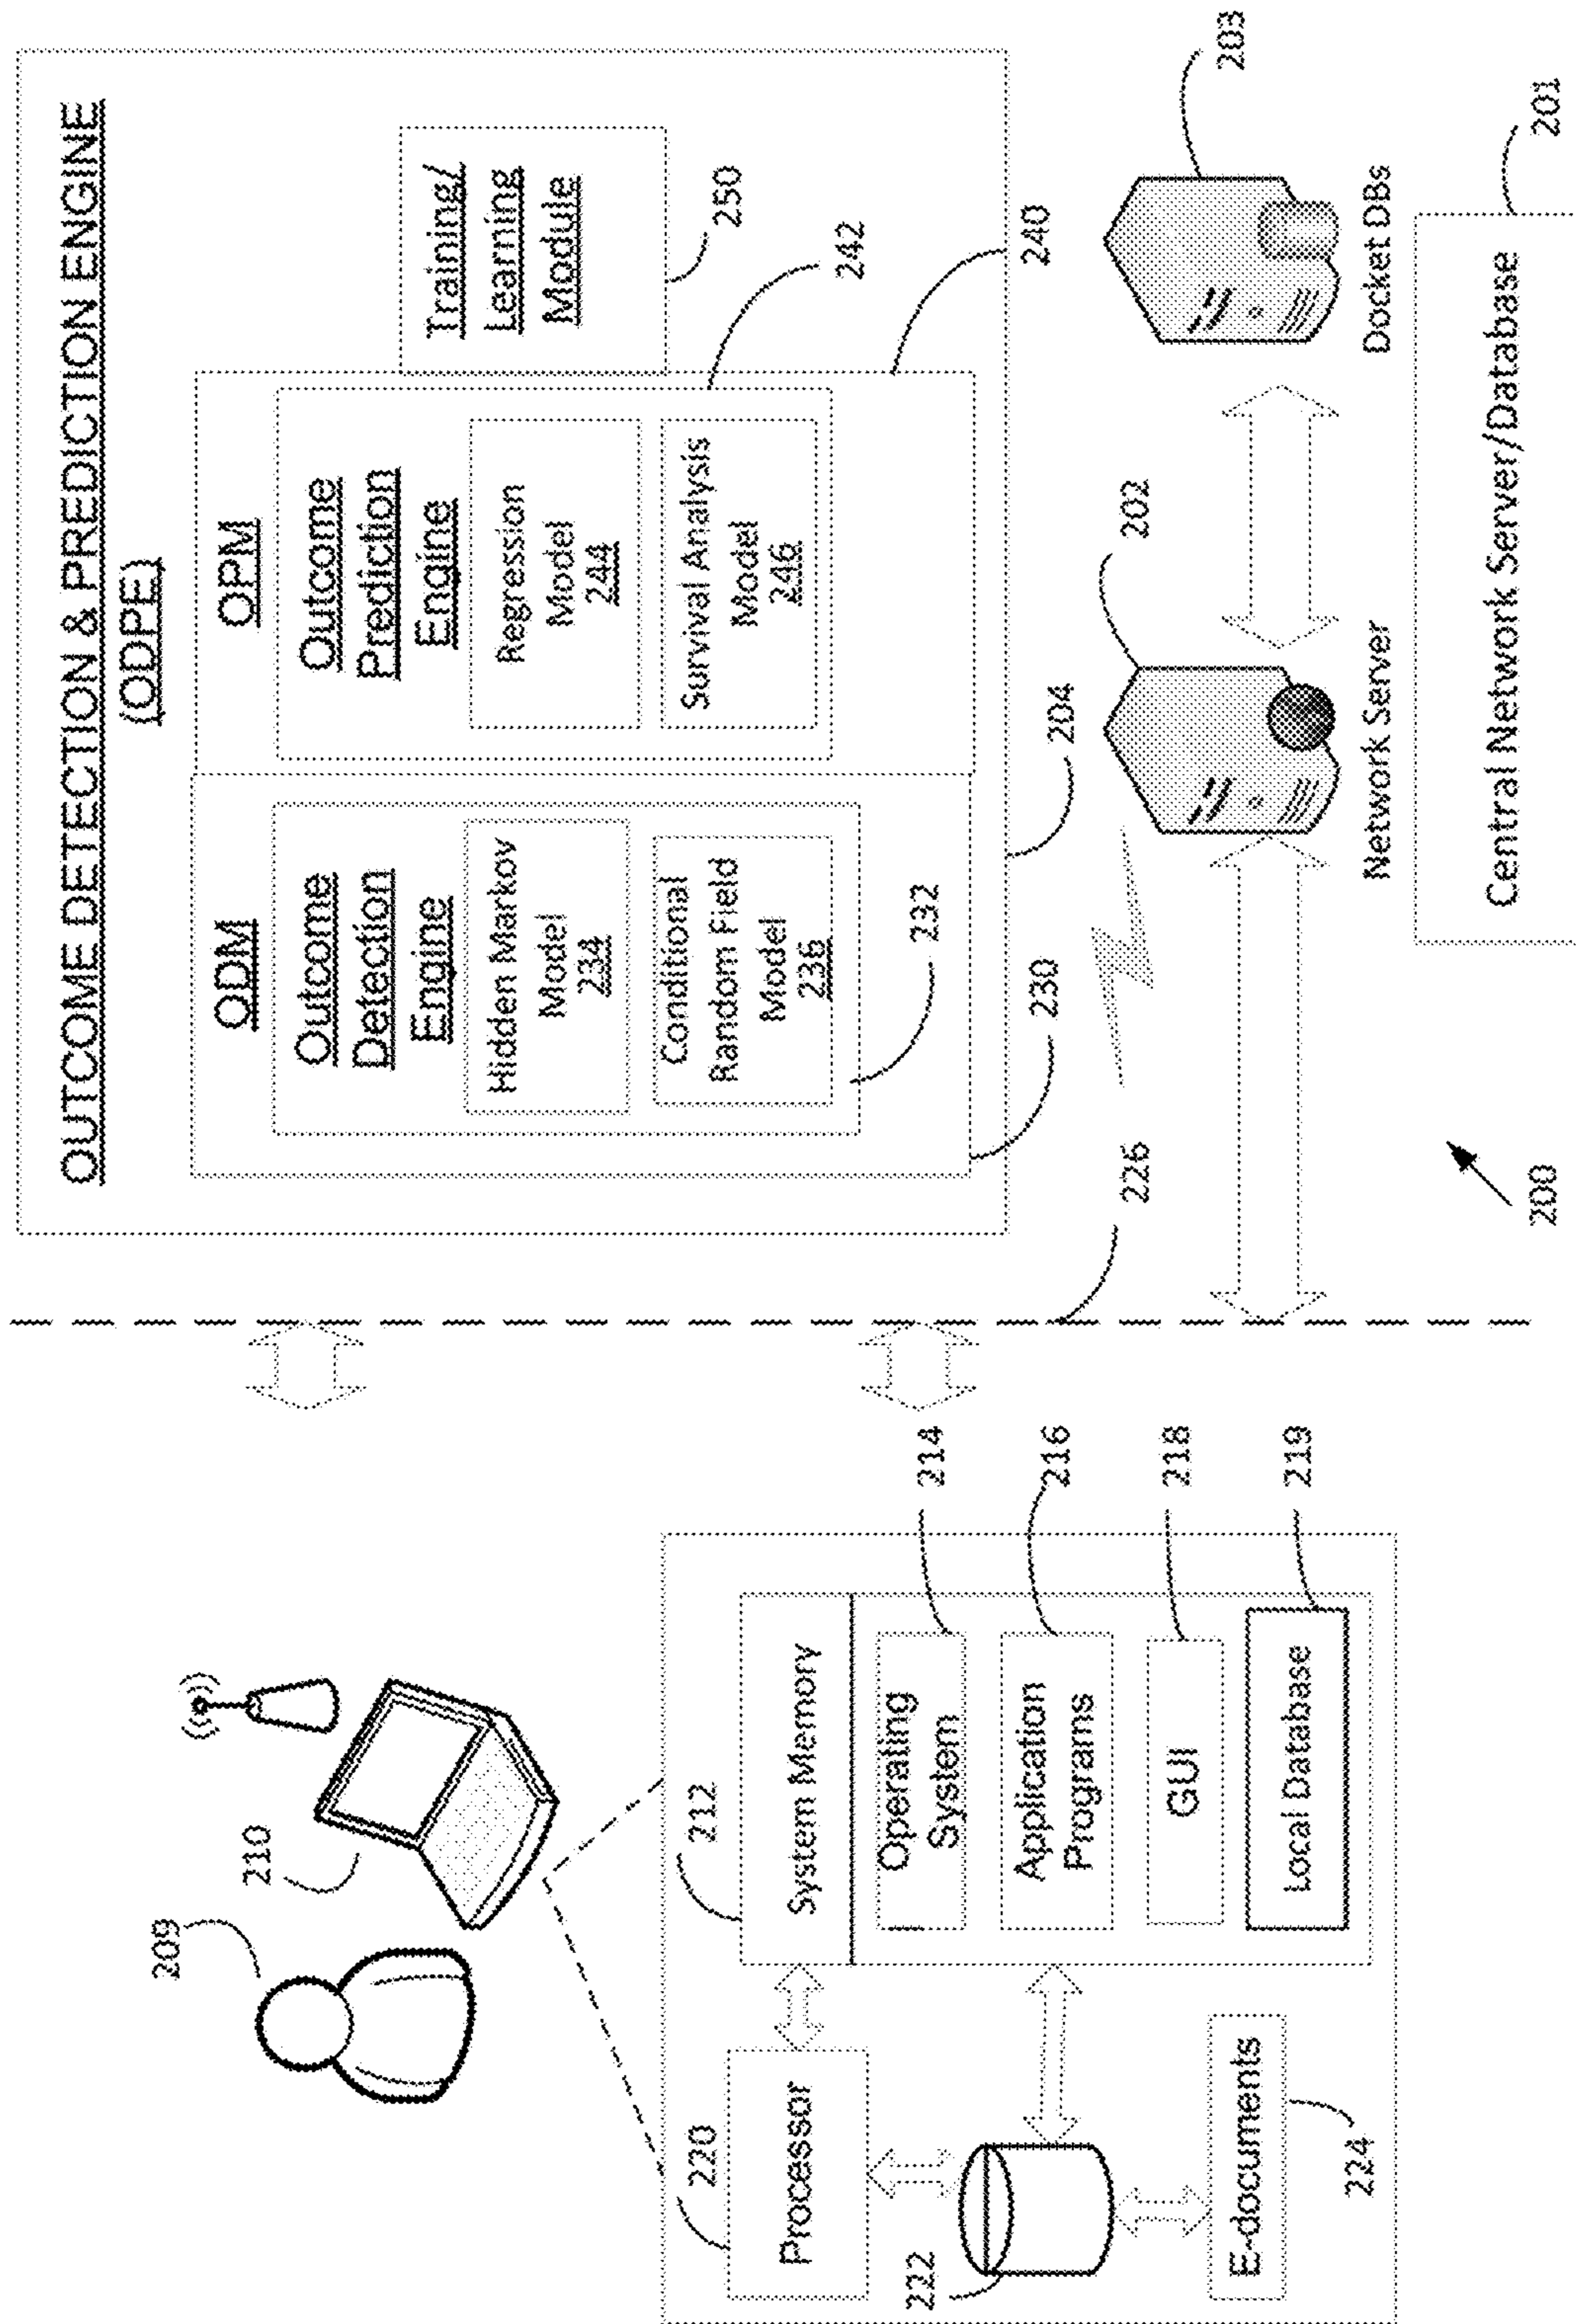 209
210
220
Processor
212
System Memory
Operating
System
214
Application
Programs
216
GUI
218
Local Database
219
222
E-documents
224
OUTCOME DETECTION & PREDICTION ENGINE
(ODPE)
ODM
Outcome
Detection
Engine
Hidden Markov
Model
234
Conditional
Random Field
Model
236
232
230
OPM
Outcome
Prediction
Engine
Regression
Model
244
Survival Analysis
Model
246
Training/
Learning
Module
250
242
240
204
226
202
Network Server
203
Docket DBs
Central Network Server/Database
201
200